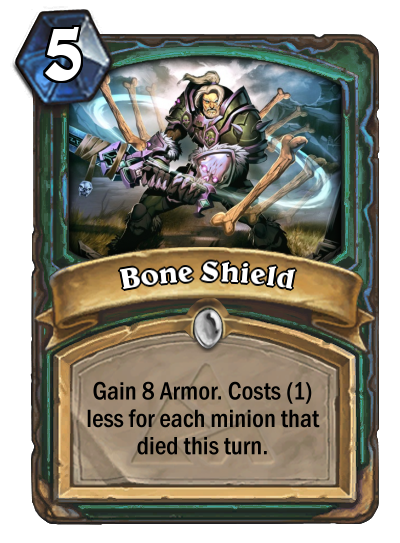 5
Bone Shield
Gain 8 Armor. Costs (1)
less for each minion that
died this turn.